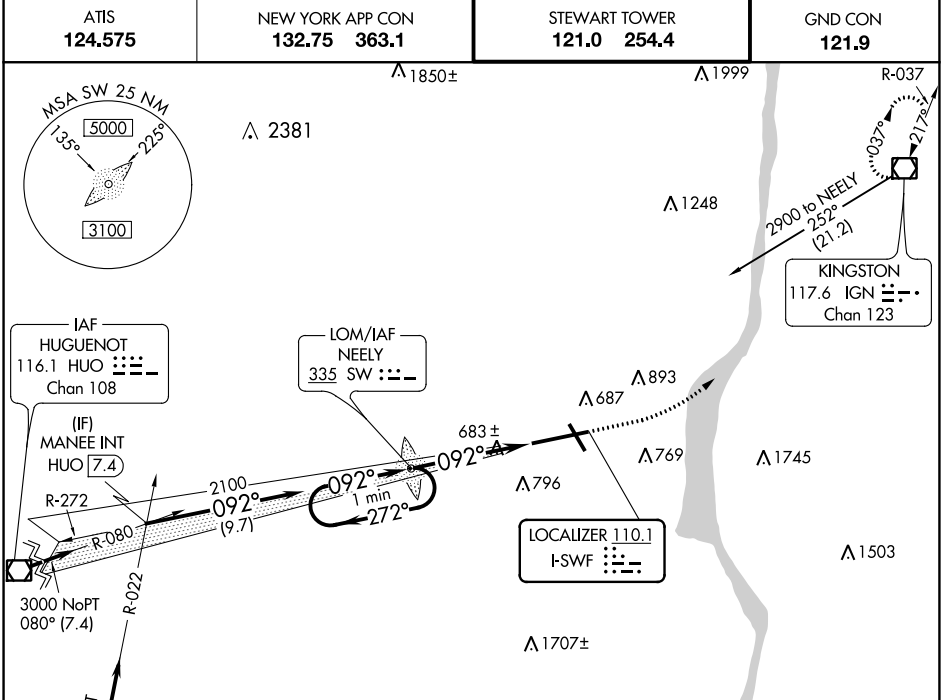 ATIS
124.575
NEW YORK APP CON
132.75 363.1
STEWART TOWER
121.0 254.4
GND CON
121.9
1850±
1999
R-037
MSA SW 25 NM
5000
135°
225°
3100
2381
037°
217°
1248
2900 to NEELY
252°
(21.2)
KINGSTON
117.6 IGN
Chan 123
IAF
HUGUENOT
116.1 HUO
Chan 108
LOM/IAF
NEELY
335 SW
893
687
(IF)
MANEE INT
HUO 7.4
683±
092°
769
1745
2100
092°
1 min
796
R-272
092°
(9.7)
272°
R-080
LOCALIZER 110.1
I-SWF
1503
3000 NoPT
080° (7.4)
R-022
1707±